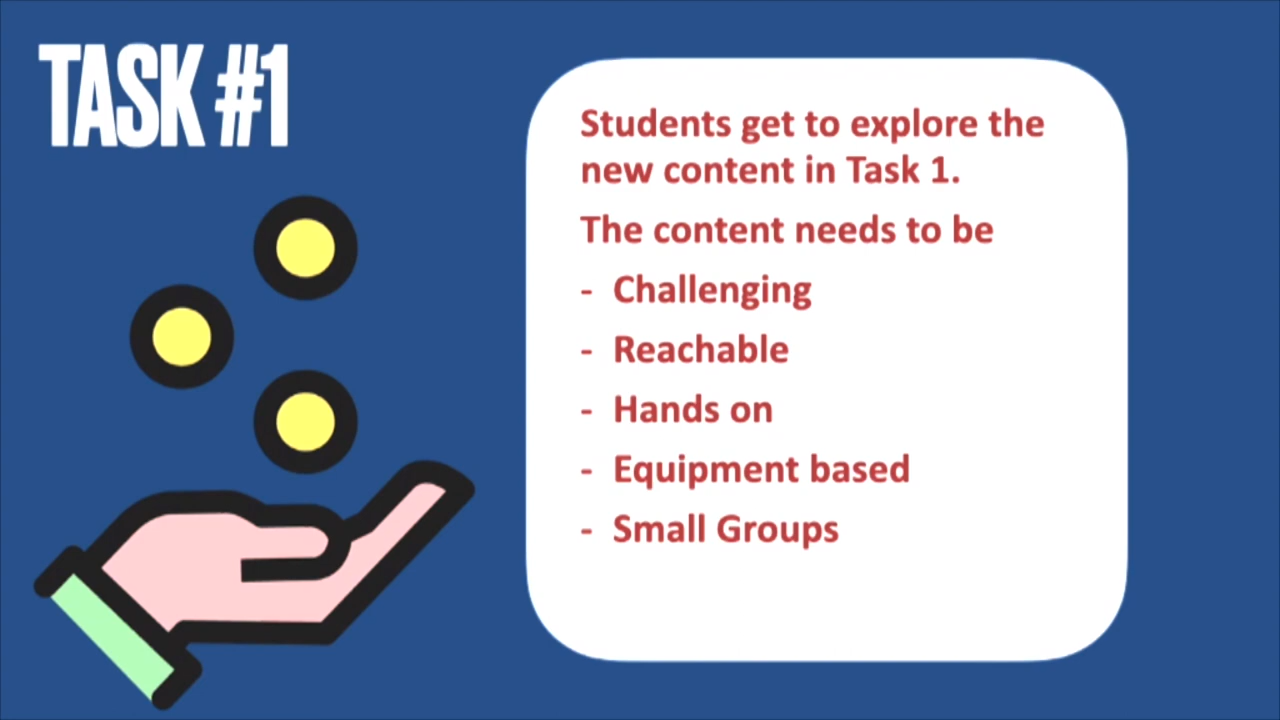 TASK #1
Students get to explore the
new content in Task 1.
The content needs to be
- Challenging
- Reachable
- Hands on
- Equipment based
- Small Groups